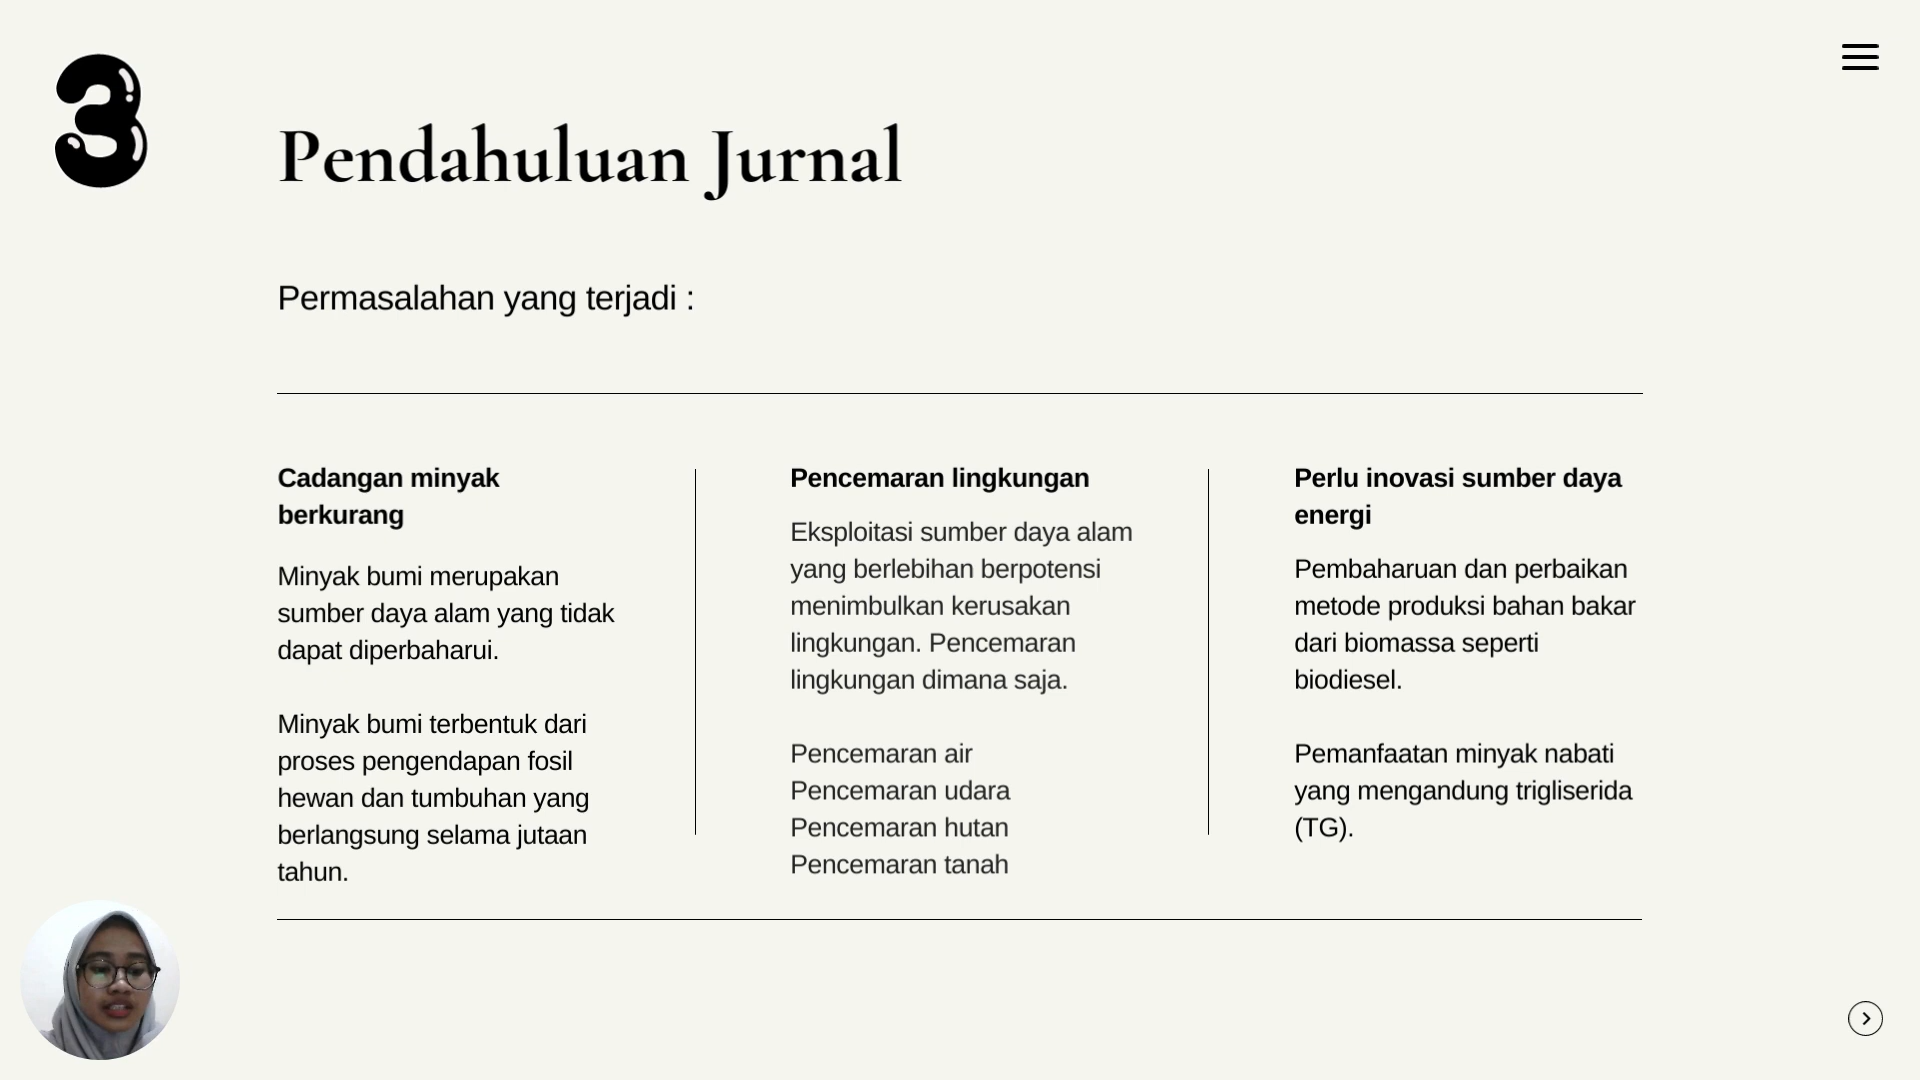 3
Pendahuluan Jurnal
Permasalahan yang terjadi :
Cadangan minyak
berkurang
Minyak bumi merupakan
sumber daya alam yang tidak
dapat diperbaharui.
Minyak bumi terbentuk dari
proses pengendapan fosil
hewan dan tumbuhan yang
berlangsung selama jutaan
tahun.
Pencemaran lingkungan
Eksploitasi sumber daya alam
yang berlebihan berpotensi
menimbulkan kerusakan
lingkungan. Pencemaran
lingkungan dimana saja.
Pencemaran air
Pencemaran udara
Pencemaran hutan
Pencemaran tanah
Perlu inovasi sumber daya
energi
Pembaharuan dan perbaikan
metode produksi bahan bakar
dari biomassa seperti
biodiesel.
Pemanfaatan minyak nabati
yang mengandung trigliserida
(TG).